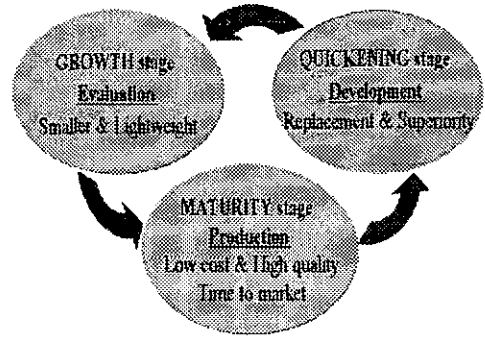 GROWTH stage
Evaluation
Smaller & Lightweight
QUICKENING stage
Development
Replacement & Superiority
MATURITY stage
Production
Low cost & High quality
Time to market